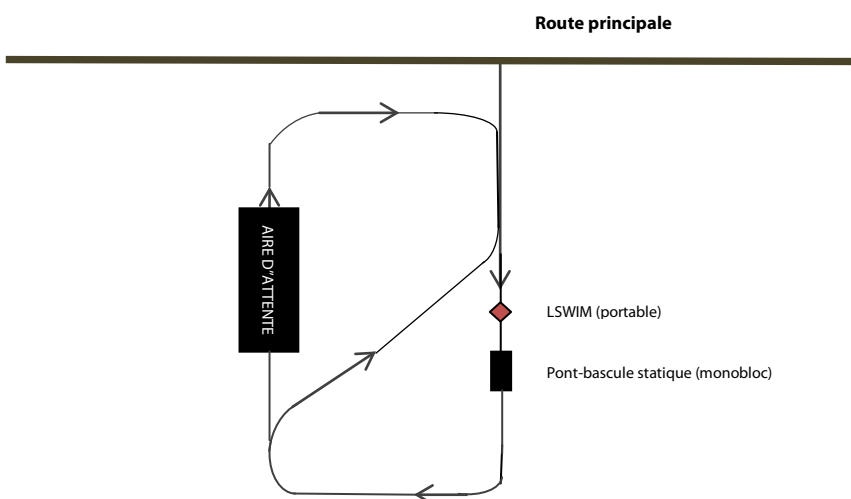 Route principale
AIRE D"ATTENTE
LSWIM (portable)
Pont-bascule statique (monobloc)